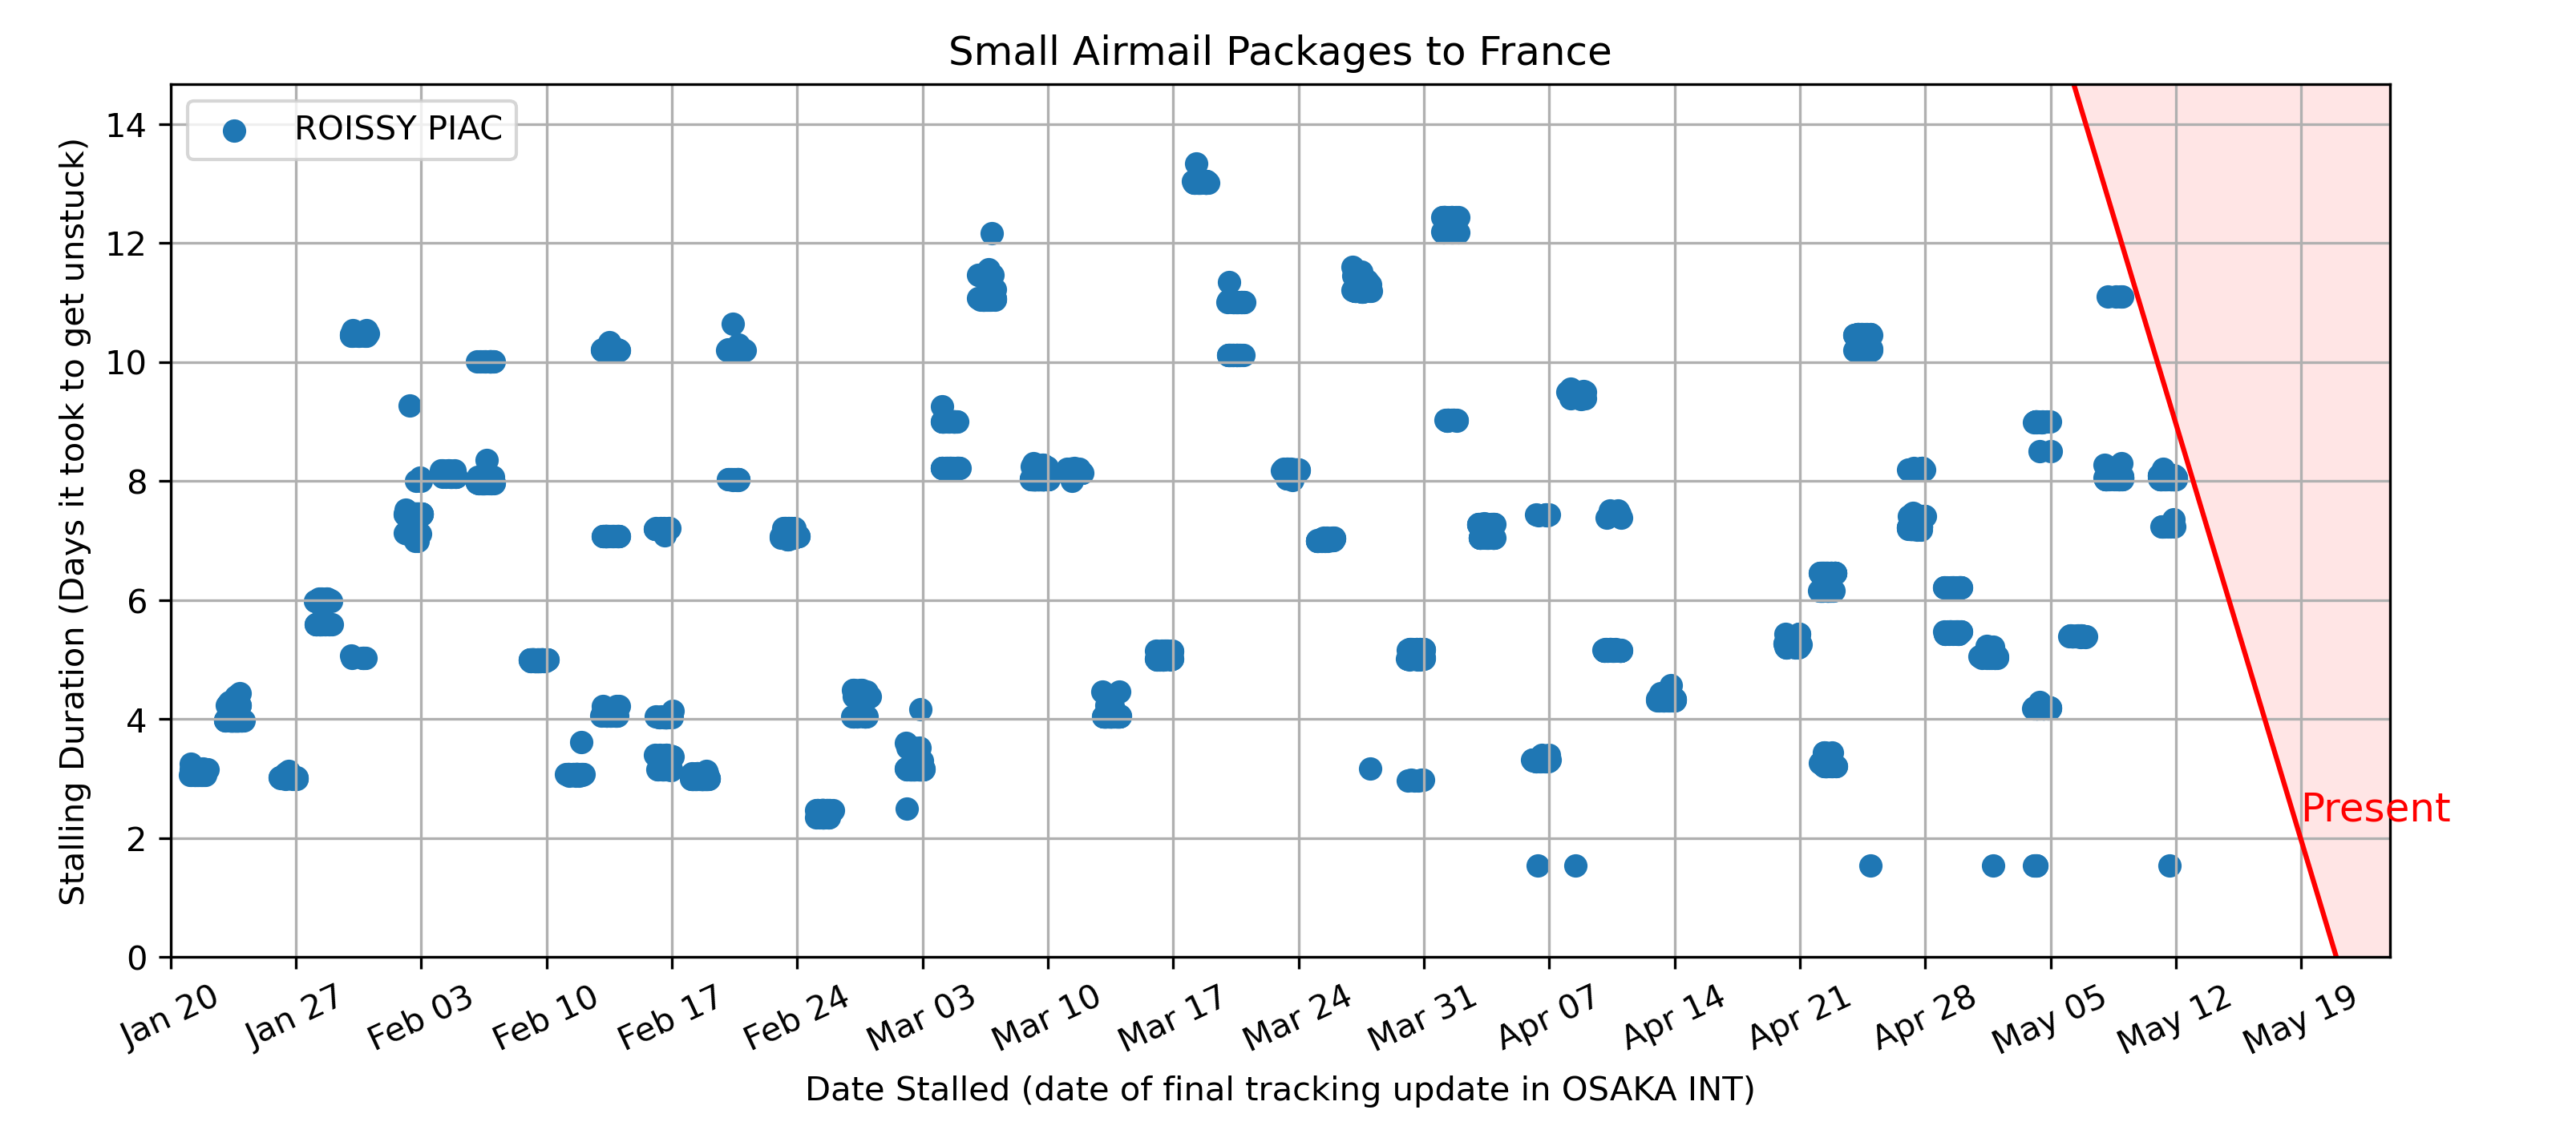 Small Airmail Packages to France
ROISSY PIAC
Stalling Duration (Days it took to get unstuck)
14
12
10
8
6
4
2
0
Present
Jan 20
Jan 27
Feb 03
Feb 10
Feb 17
Feb 24
Mar 03
Mar 10
Mar 17
Mar 24
Mar 31
Apr 07
Apr 14
Apr 21
Apr 28
May 05
May 12
May 19
Date Stalled (date of final tracking update in OSAKA INT)